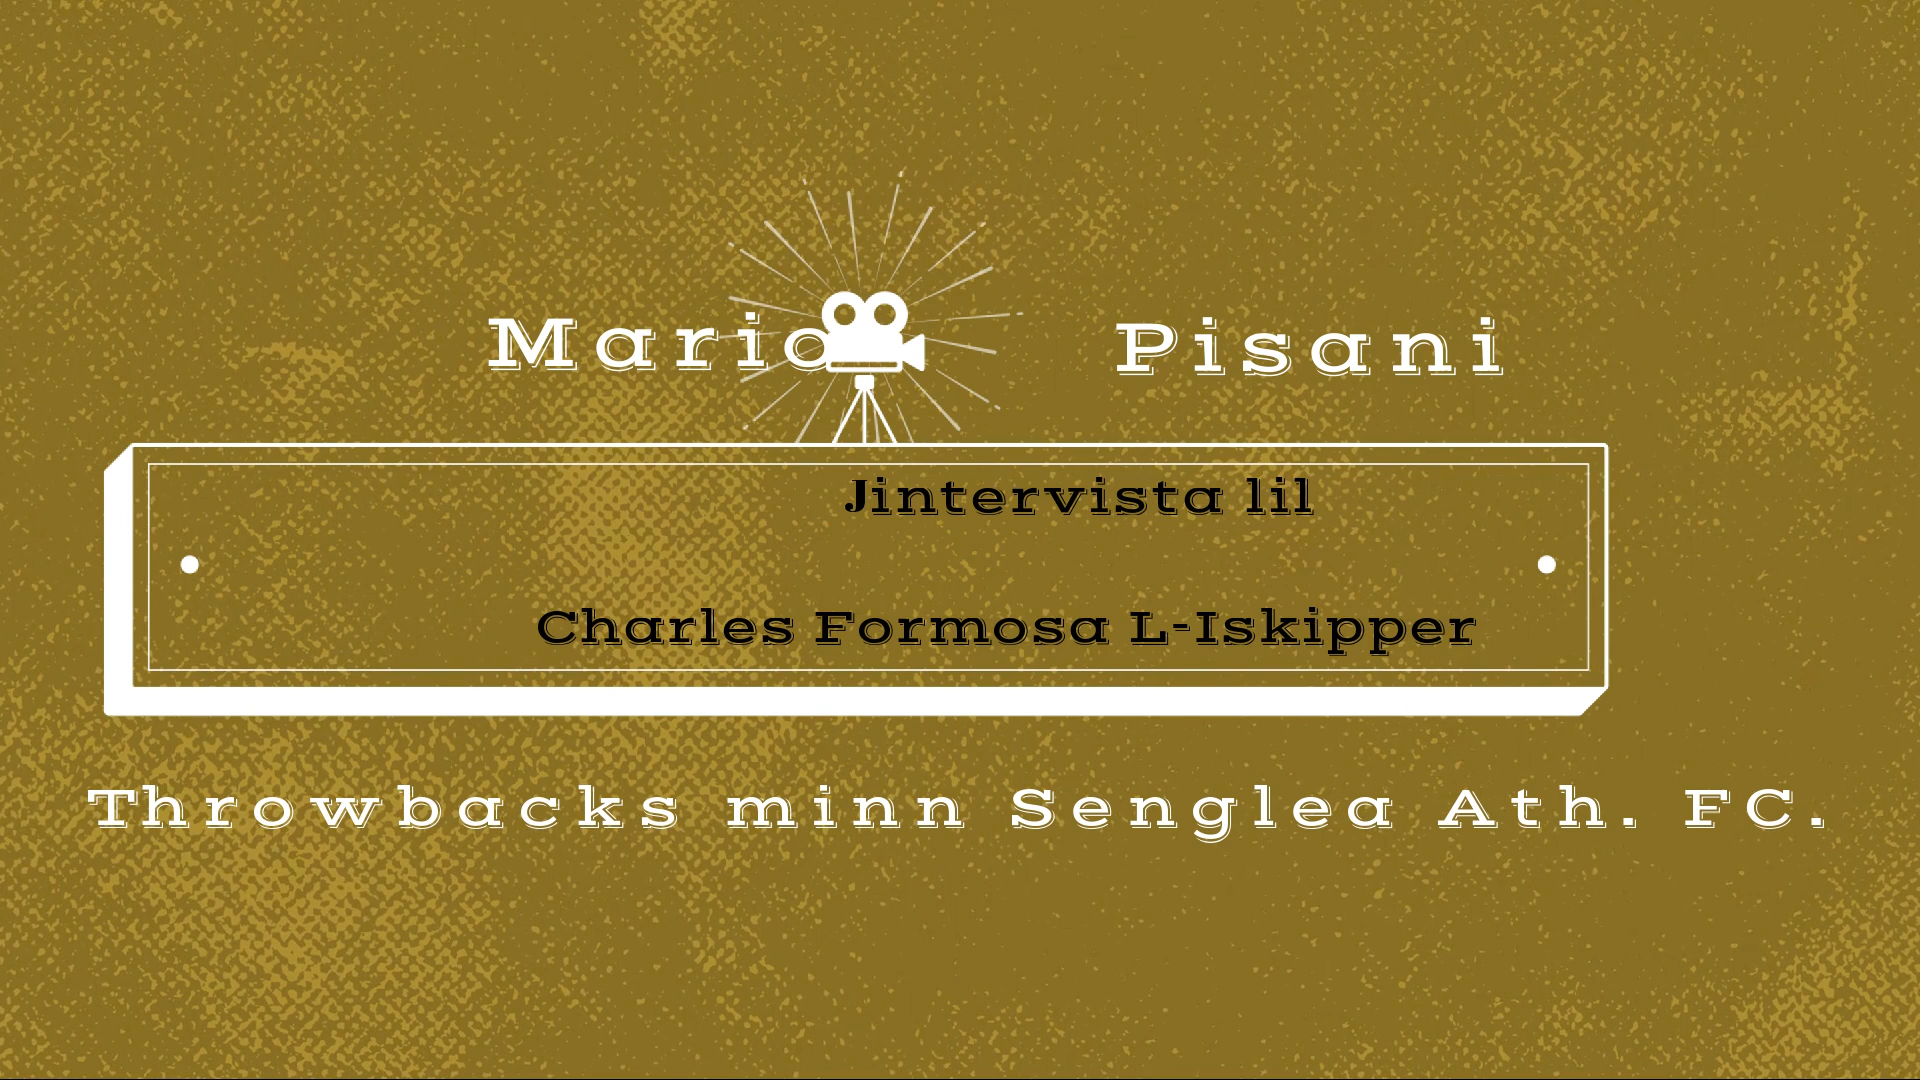 Mario Pisani
Jintervista lil
Charles Formosa L-Iskipper
Throwbacks minn Senglea Ath. FC.